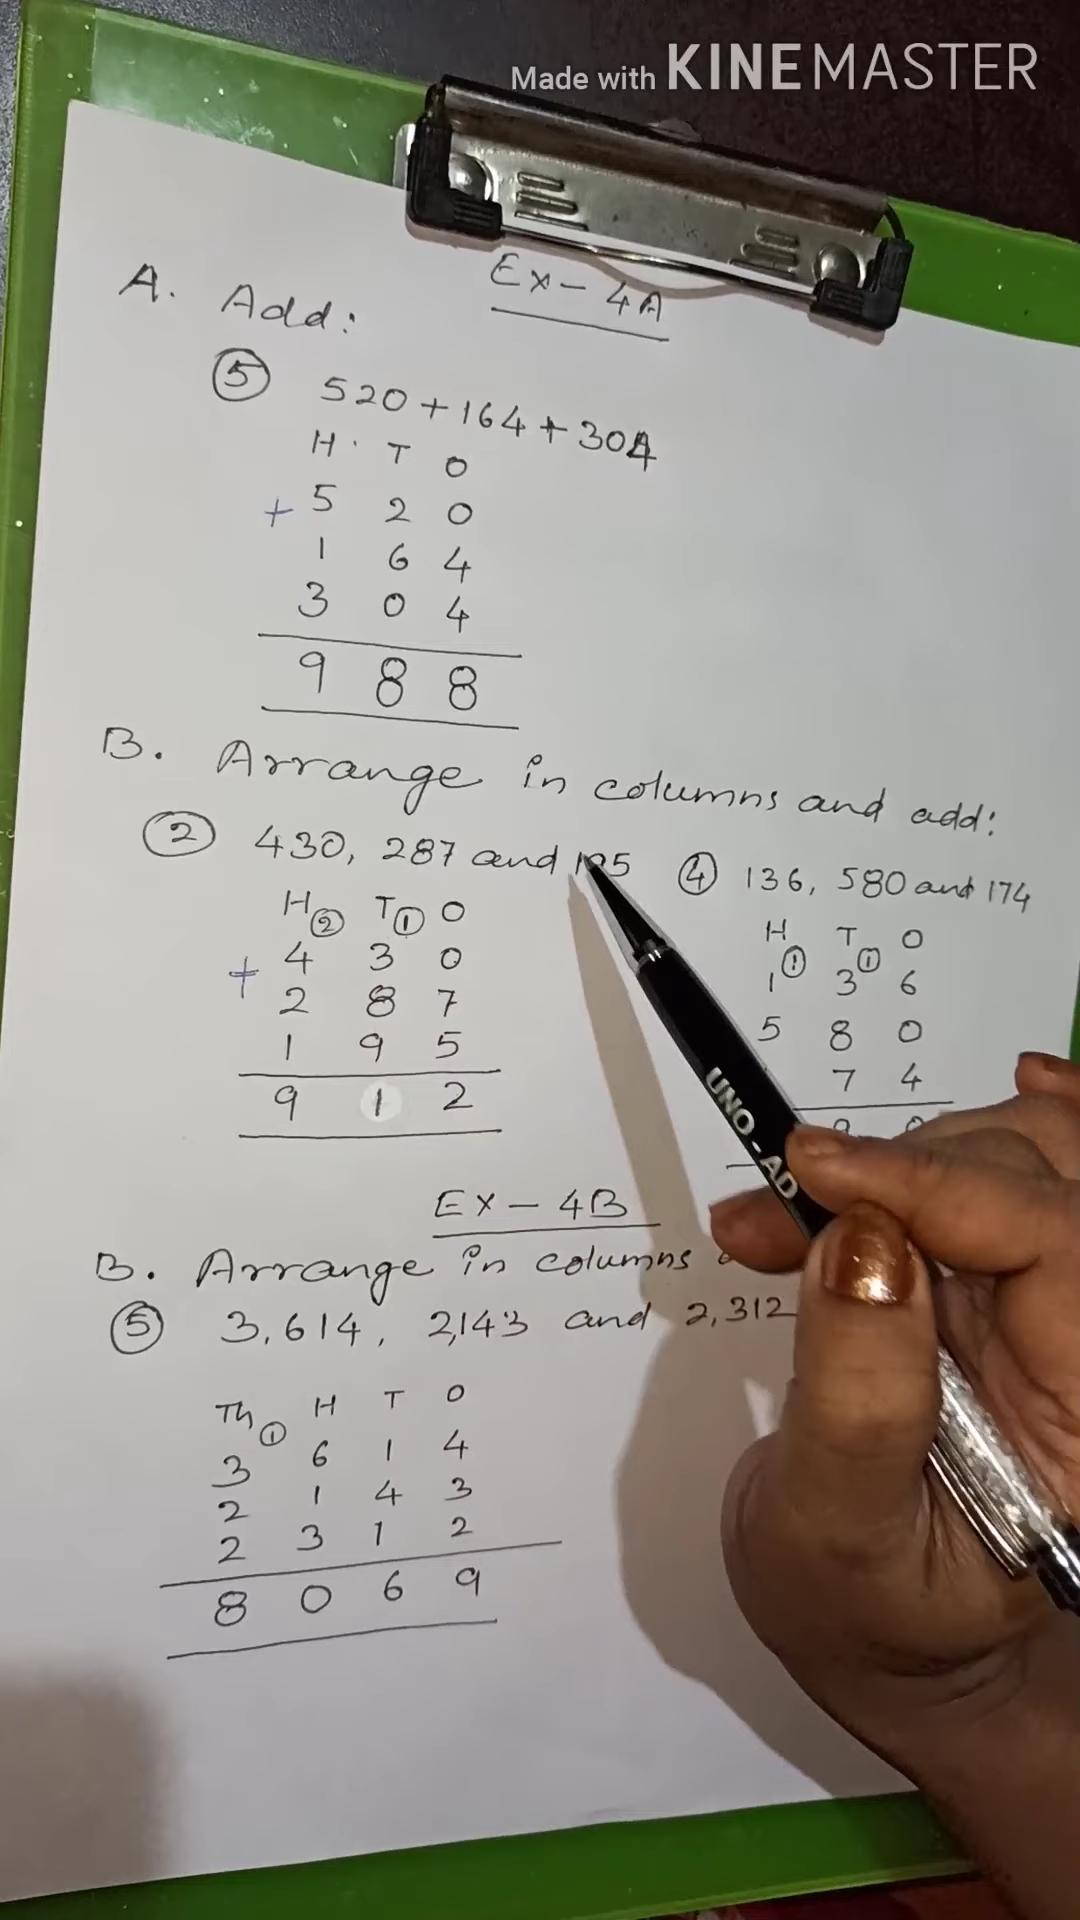 Made with KINEMASTER
Ex - 4A
A. Add:
5 520 + 164 + 304
H T O
+ 5 2 0
1 6 4
3 0 4
9 8 8
B. Arrange in columns and add:
2 430, 287 and 195
H 2 T 1 O
+ 4 3 0
2 8 7
1 9 5
9 1 2
4 136, 580 and 174
H T O
1 1
1 3 6
5 8 0
7 4
UNO-AD
EX - 4B
B. Arrange in columns
5 3,614, 2,143 and 2,312
Th 1 H T O
3 6 1 4
2 1 4 3
2 3 1 2
8 0 6 9